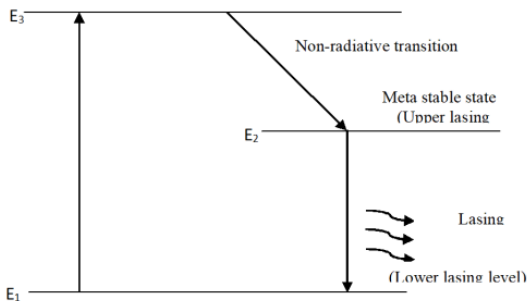 E₃
Non-radiative transition
Meta stable state
(Upper lasing
E₂
Lasing
(Lower lasing level)
E₁